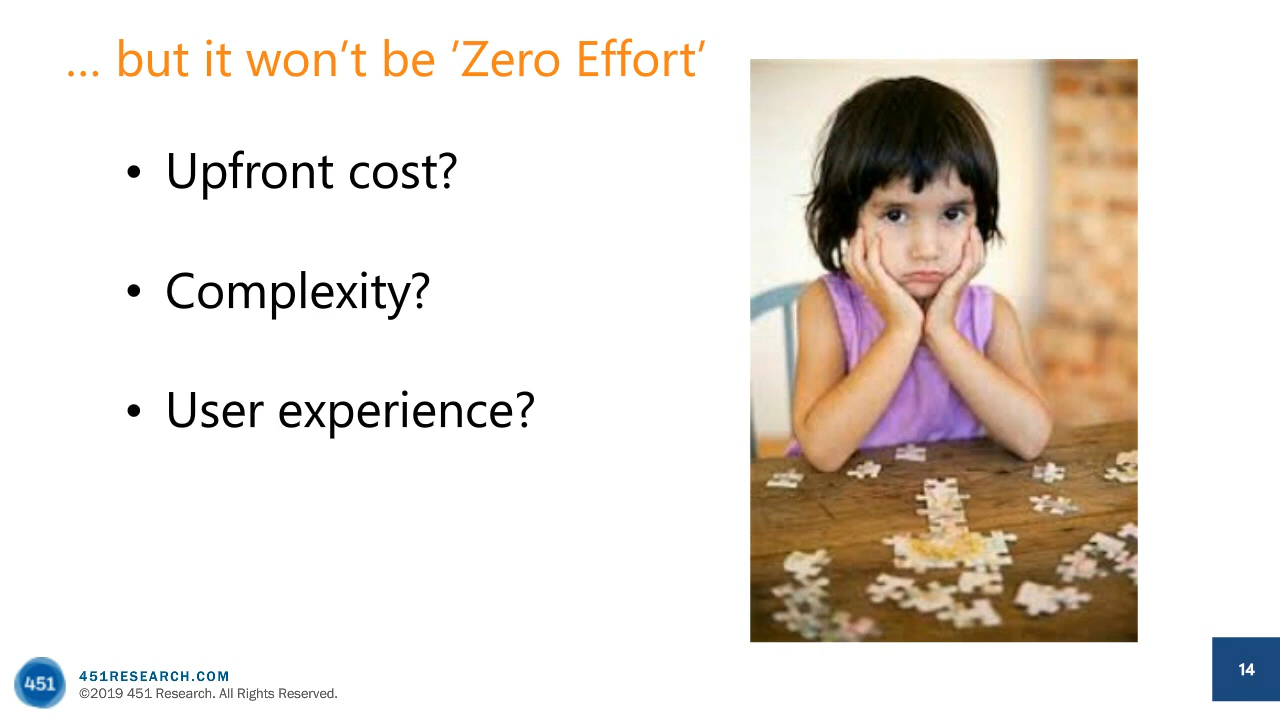 ... but it won’t be ’Zero Effort’
• Upfront cost?
• Complexity?
• User experience?
451
451RESEARCH.COM
©2019 451 Research. All Rights Reserved.
14